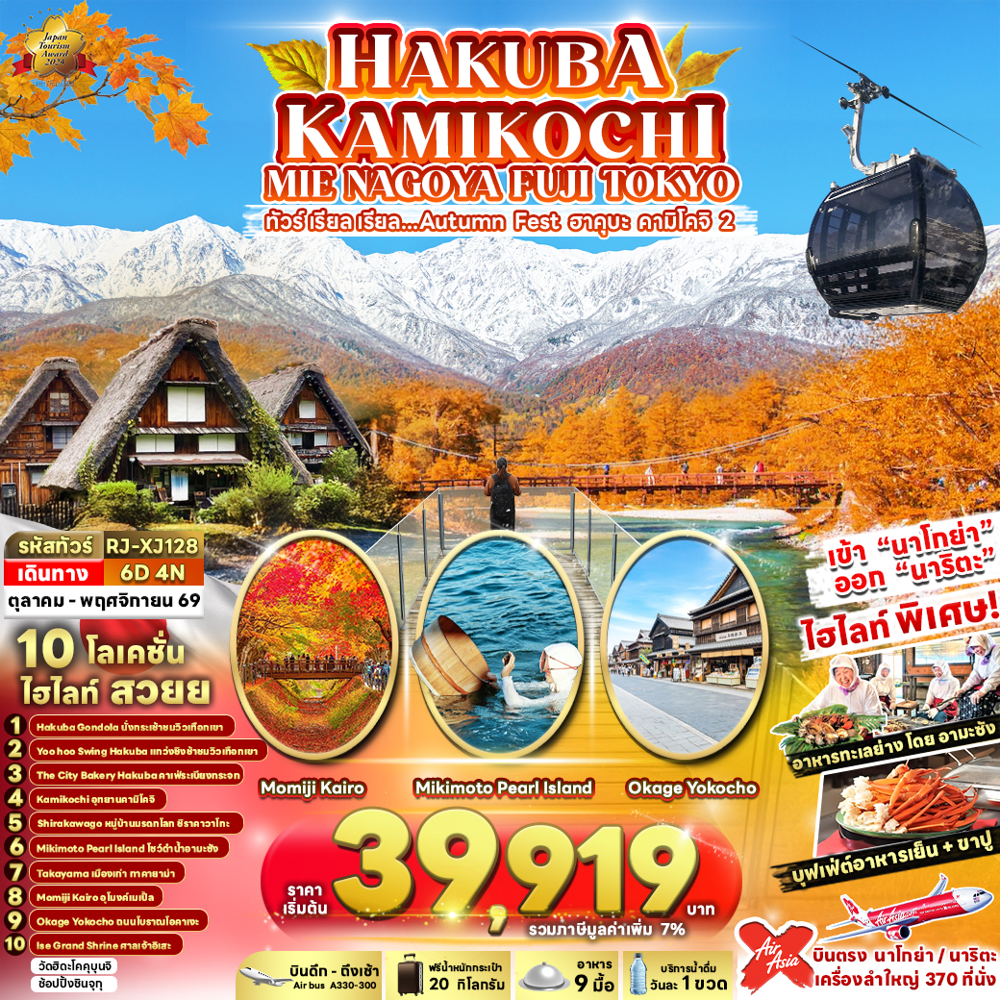 Japan
Tourism
Award
2024
HAKUBA
KAMIKOCHI
MIE NAGOYA FUJI TOKYO
ทัวร์ เรียล เรียล....Autumn Fest ฮาคุบะ คามิโคจิ 2
รหัสทัวร์ RJ-XJ128
เดินทาง 6D 4N
ตุลาคม - พฤศจิกายน 69
10 โลเคชั่น
ไฮไลท์ สวยย
1 Hakuba Gondola นั่งกระเช้าชมวิวเทือกเขา
2 Yoo hoo Swing Hakuba แกว่งชิงช้าชมวิวเทือกเขา
3 The City Bakery Hakuba คาเฟ่ระเบียงกระจก
4 Kamikochi อุทยานคามิโคจิ
5 Shirakawago หมู่บ้านมรดกโลก ชิราคาวาโกะ
6 Mikimoto Pearl Island โชว์ดำน้ำอามะซัง
7 Takayama เมืองเก่า ทาคายาม่า
8 Momiji Kairo อุโมงค์เมเปิ้ล
9 Okage Yokocho ถนนโบราณโอคาเงะ
10 Ise Grand Shrine ศาลเจ้าอิเสะ
วัดฮิตะโคคุบุนจิ
ช้อปปิ้งชินจุกุ
Momiji Kairo
Mikimoto Pearl Island
Okage Yokocho
เข้า “นาโกย่า”
ออก “นาริตะ”
ไฮไลท์ พิเศษ!
อาหารทะเลย่าง โดย อามะซัง
บุฟเฟ่ต์อาหารเย็น + ขาปู
ราคา
เริ่มต้น
39,919
บาท
รวมภาษีมูลค่าเพิ่ม 7%
บินดึก - ถึงเช้า
Air bus A330-300
ฟรีน้ำหนักกระเป๋า
20 กิโลกรัม
อาหาร
9 มื้อ
บริการน้ำดื่ม
วันละ 1 ขวด
Air
Asia
X
บินตรง นาโกย่า / นาริตะ
เครื่องลำใหญ่ 370 ที่นั่ง